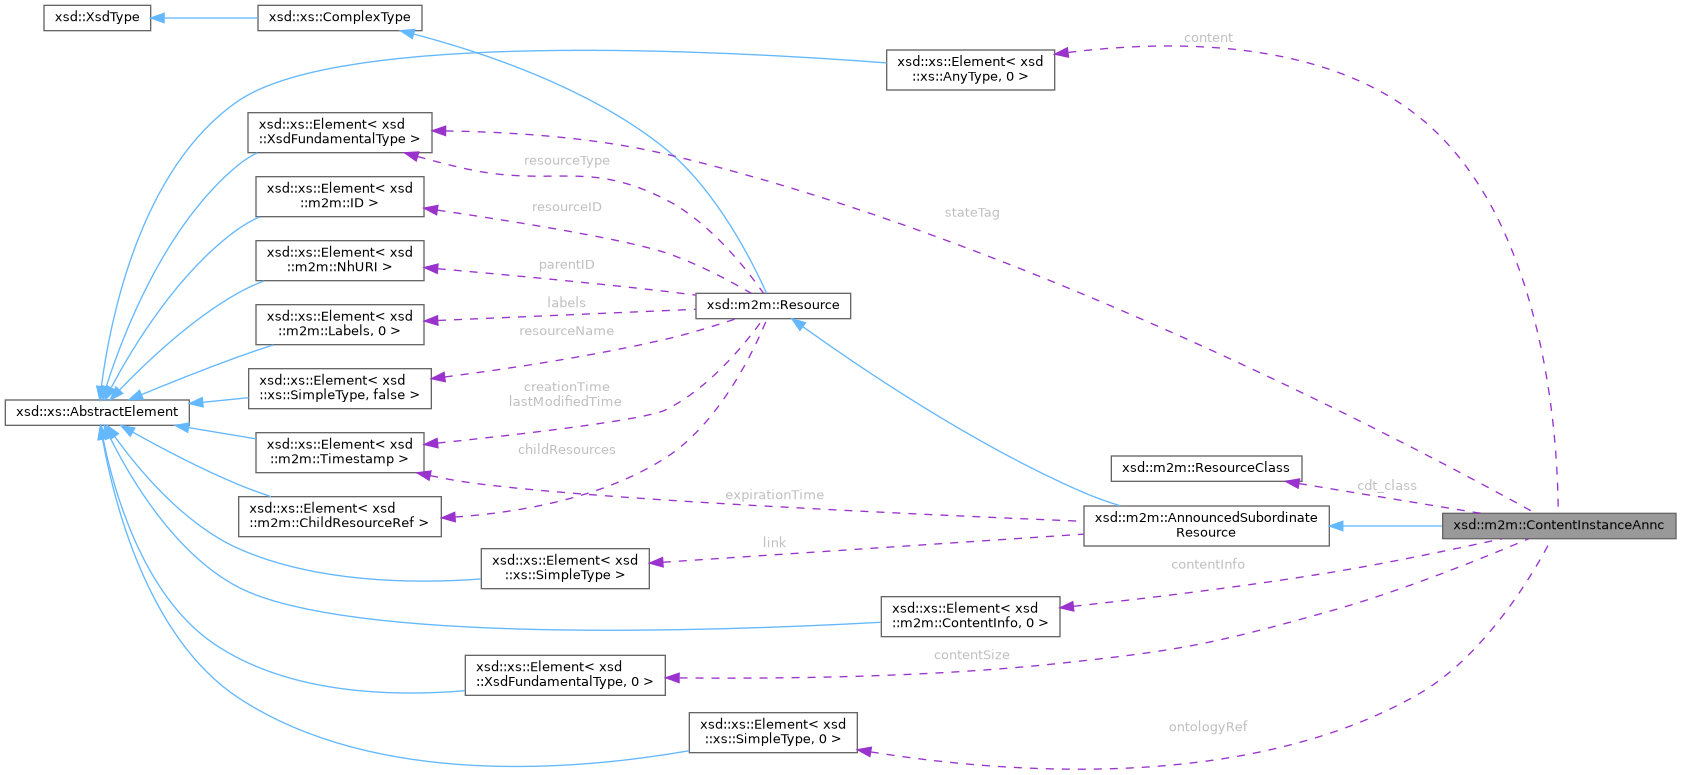 xsd::XsdType
xsd::xs::ComplexType
content
xsd::xs::Element< xsd
::xs::AnyType, 0 >
xsd::xs::Element< xsd
::XsdFundamentalType >
resourceType
stateTag
xsd::xs::Element< xsd
::m2m::ID >
resourceID
xsd::xs::Element< xsd
::m2m::NhURI >
parentID
xsd::m2m::Resource
xsd::xs::Element< xsd
::m2m::Labels, 0 >
labels
resourceName
xsd::xs::Element< xsd
::xs::SimpleType, false >
creationTime
lastModifiedTime
xsd::xs::AbstractElement
xsd::xs::Element< xsd
::m2m::Timestamp >
childResources
xsd::m2m::ResourceClass
cdt_class
expirationTime
xsd::xs::Element< xsd
::m2m::ChildResourceRef >
xsd::m2m::AnnouncedSubordinate
Resource
xsd::m2m::ContentInstanceAnnc
link
xsd::xs::Element< xsd
::xs::SimpleType >
contentInfo
xsd::xs::Element< xsd
::m2m::ContentInfo, 0 >
contentSize
xsd::xs::Element< xsd
::XsdFundamentalType, 0 >
ontologyRef
xsd::xs::Element< xsd
::xs::SimpleType, 0 >